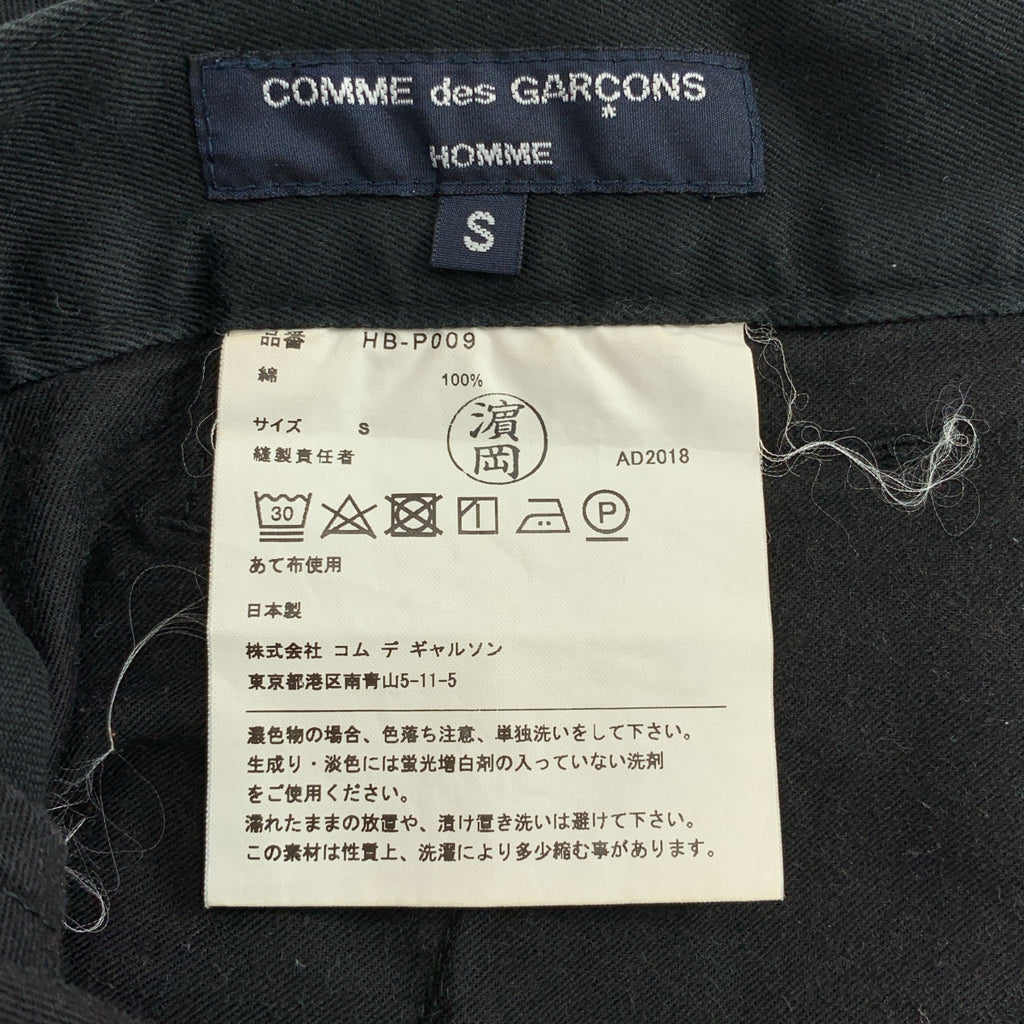 COMME des GARÇONS
HOMME
S
品番 HB-P009
綿 100%
サイズ S
縫製責任者 濵岡 AD2018
30 P
あて布使用
日本製
株式会社 コム デ ギャルソン
東京都港区南青山5-11-5
濃色物の場合、色落ち注意、単独洗いをして下さい。
生成り・淡色には蛍光増白剤の入っていない洗剤
をご使用ください。
濡れたままの放置や、漬け置き洗いは避けて下さい。
この素材は性質上、洗濯により多少縮む事があります。